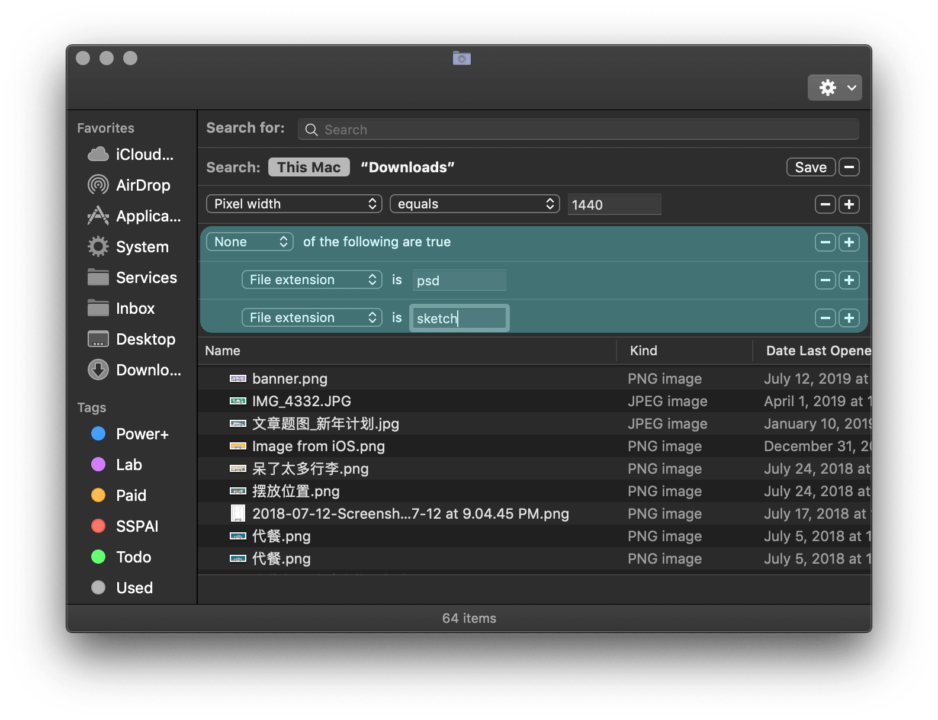 Search for: Search
Favorites
iCloud...
AirDrop
Applica...
System
Services
Inbox
Desktop
Downlo...
Tags
Power+
Lab
Paid
SSPAI
Todo
Used
Search: This Mac “Downloads” Save
Pixel width equals 1440
None of the following are true
File extension is psd
File extension is sketch
Name Kind Date Last Opene
banner.png PNG image July 12, 2019 at
IMG_4332.JPG JPEG image April 1, 2019 at 1
文章题图_新年计划.jpg JPEG image January 10, 2019
Image from iOS.png PNG image December 31, 20
呆了太多行李.png PNG image July 24, 2018 at
摆放位置.png PNG image July 24, 2018 at
2018-07-12-Screensh...7-12 at 9.04.45 PM.png PNG image July 17, 2018 at
代餐.png PNG image July 5, 2018 at 1
代餐.png PNG image July 5, 2018 at 1
64 items